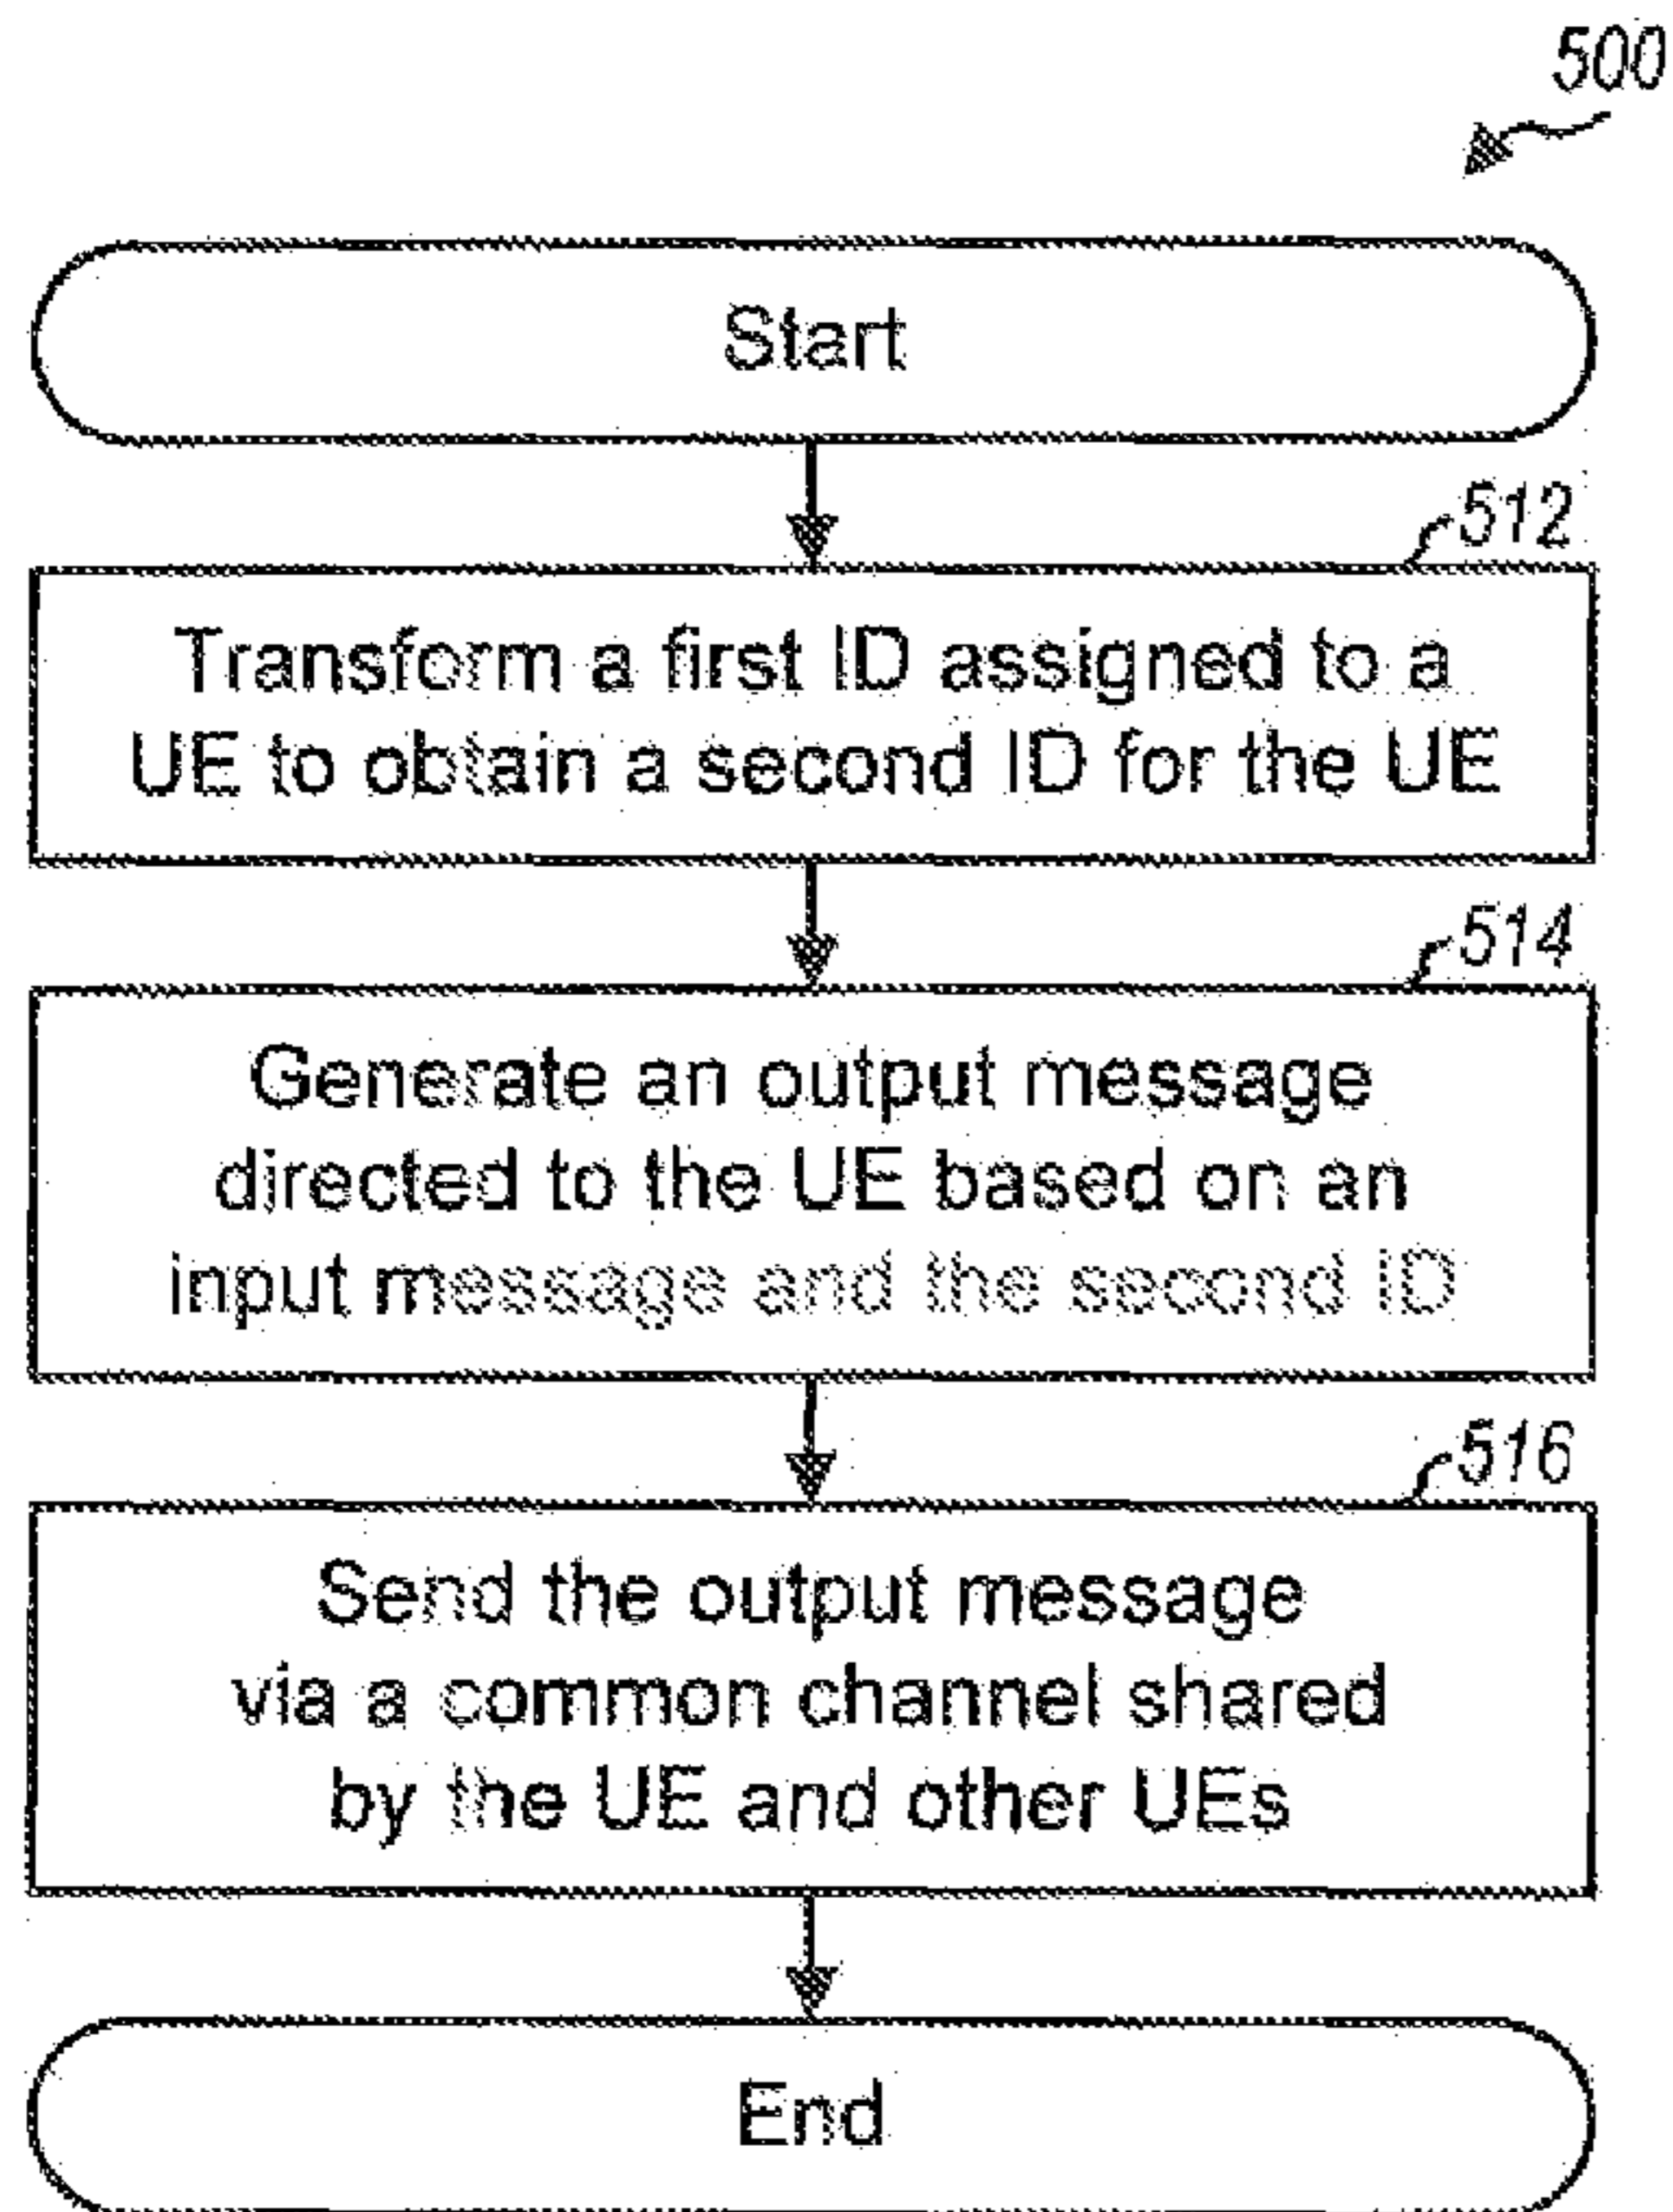 500
Start
512
Transform a first ID assigned to a
UE to obtain a second ID for the UE
514
Generate an output message
directed to the UE based on an
input message and the second ID
516
Send the output message
via a common channel shared
by the UE and other UEs
End